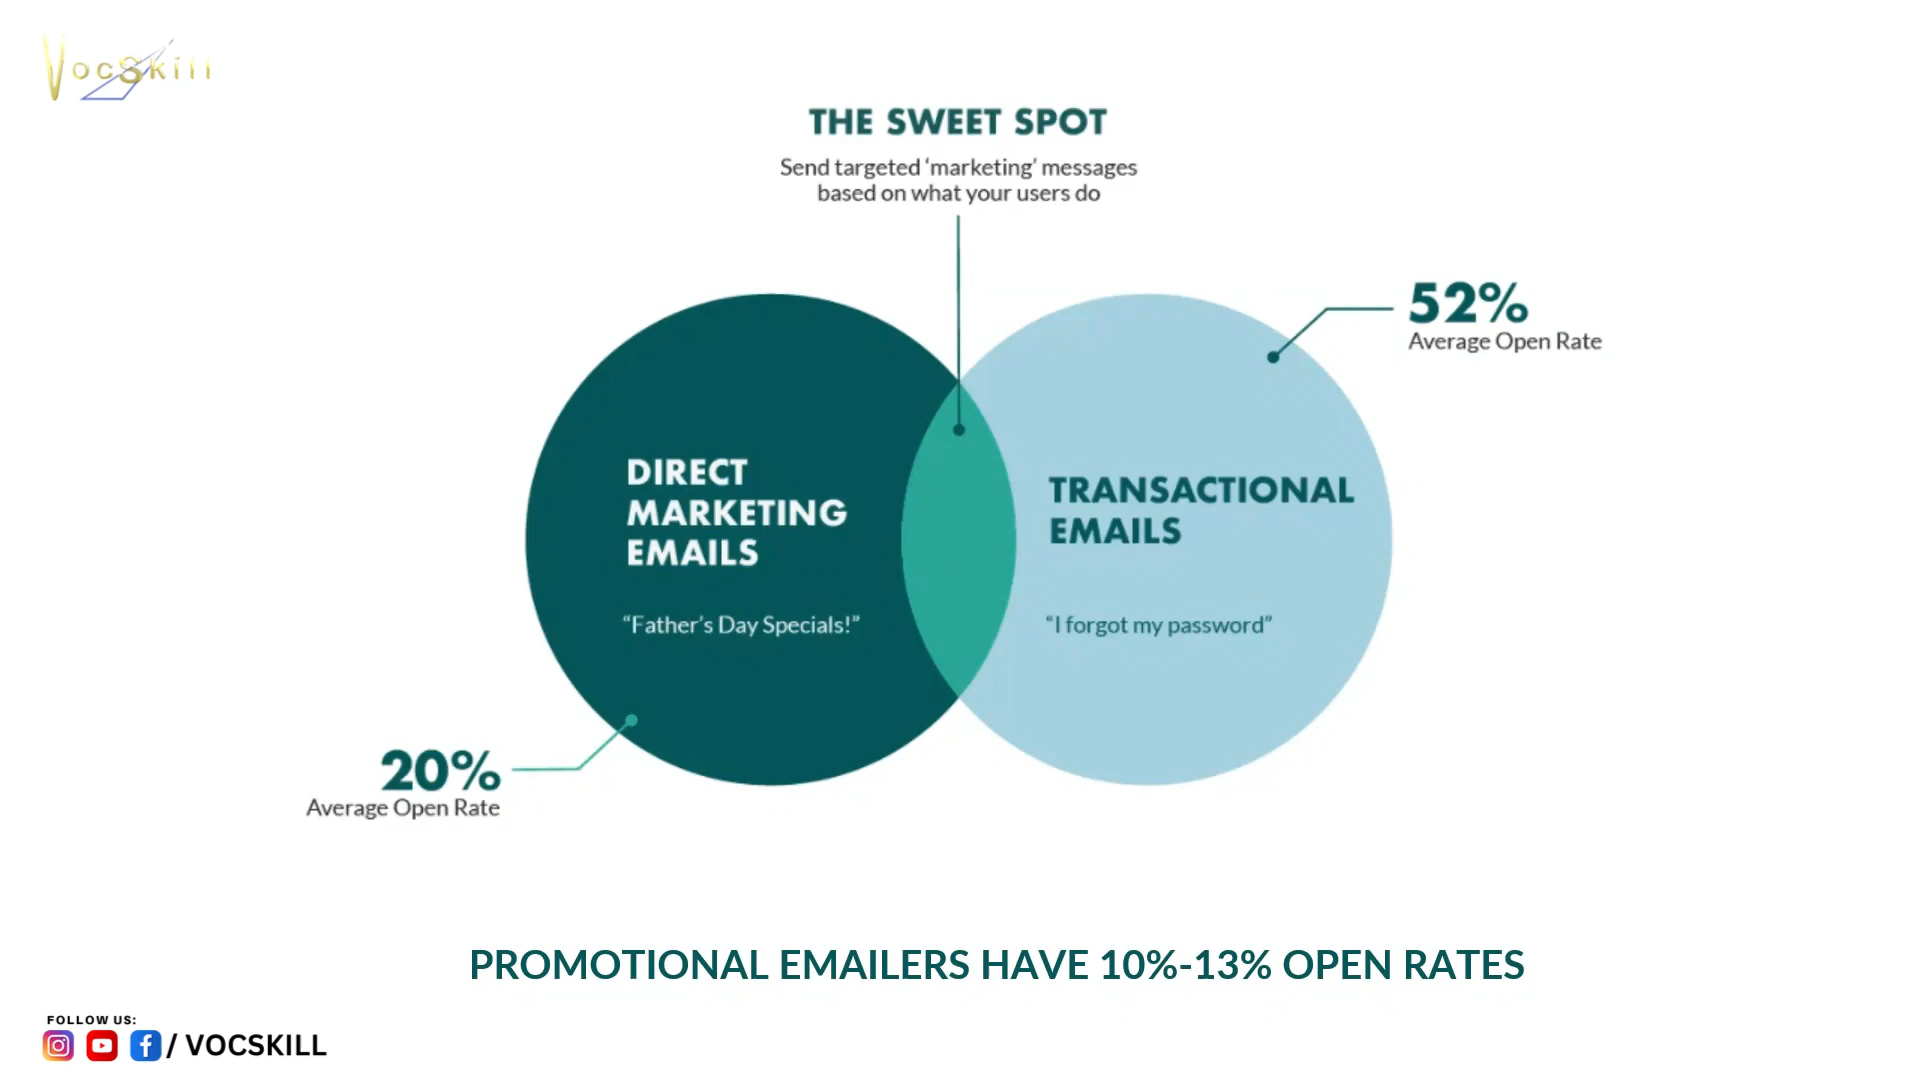 VocSkill
THE SWEET SPOT
Send targeted ‘marketing’ messages
based on what your users do
52%
Average Open Rate
DIRECT
MARKETING
EMAILS
“Father’s Day Specials!”
TRANSACTIONAL
EMAILS
“I forgot my password”
20%
Average Open Rate
PROMOTIONAL EMAILERS HAVE 10%-13% OPEN RATES
FOLLOW US:
/ VOCSKILL